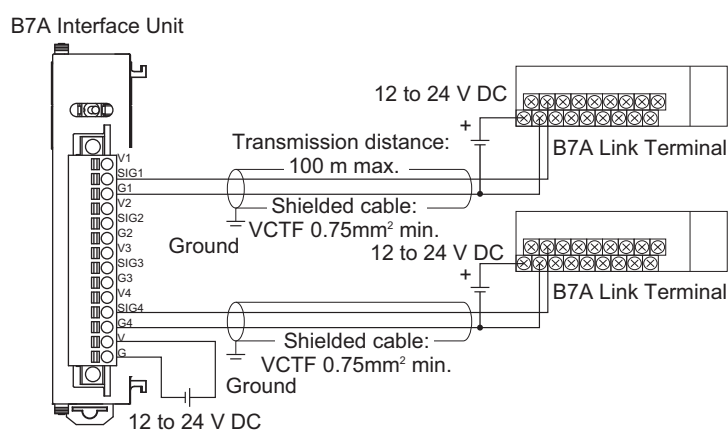 B7A Interface Unit
12 to 24 V DC
+
B7A Link Terminal
Transmission distance:
100 m max.
Shielded cable:
VCTF 0.75mm² min.
Ground
V1
SIG1
G1
V2
SIG2
G2
V3
SIG3
G3
V4
SIG4
G4
V
G
12 to 24 V DC
+
B7A Link Terminal
Shielded cable:
VCTF 0.75mm² min.
Ground
12 to 24 V DC